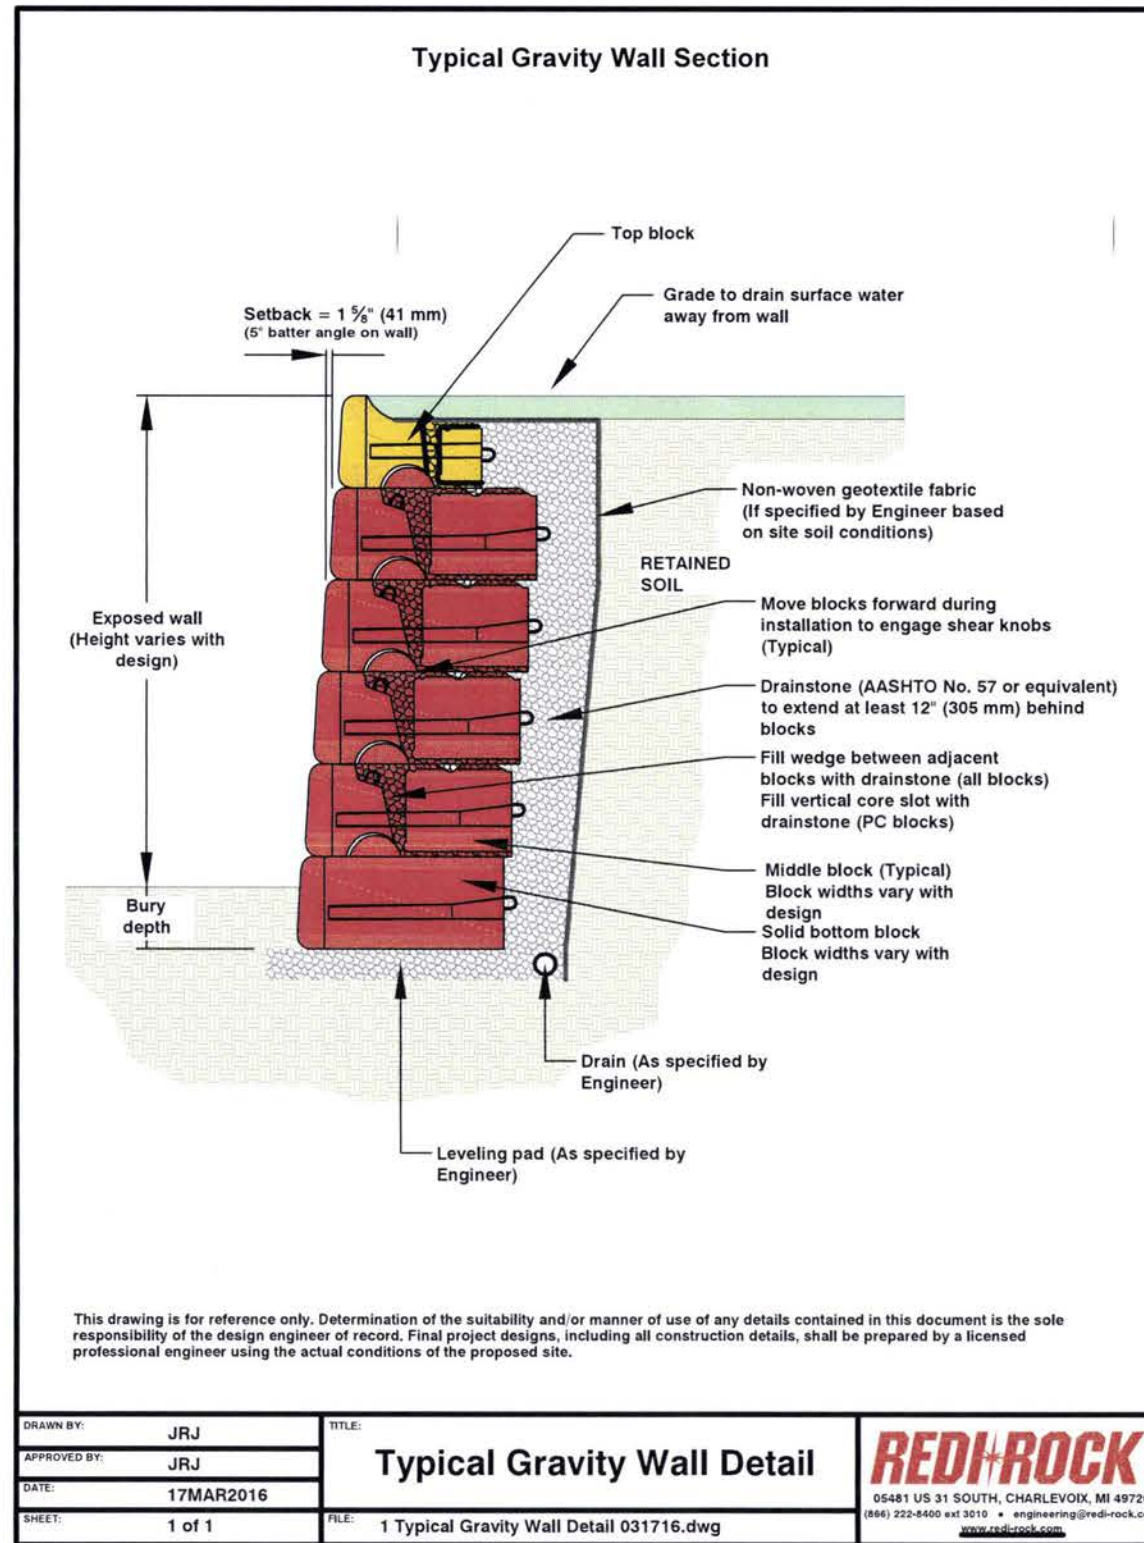 Typical Gravity Wall Section
Top block
Grade to drain surface water
away from wall
Setback = 1 ⅝" (41 mm)
(5° batter angle on wall)
Non-woven geotextile fabric
(If specified by Engineer based
on site soil conditions)
RETAINED
SOIL
Exposed wall
(Height varies with
design)
Move blocks forward during
installation to engage shear knobs
(Typical)
Drainstone (AASHTO No. 57 or equivalent)
to extend at least 12" (305 mm) behind
blocks
Fill wedge between adjacent
blocks with drainstone (all blocks)
Fill vertical core slot with
drainstone (PC blocks)
Middle block (Typical)
Block widths vary with
design
Bury
depth
Solid bottom block
Block widths vary with
design
Drain (As specified by
Engineer)
Leveling pad (As specified by
Engineer)
This drawing is for reference only. Determination of the suitability and/or manner of use of any details contained in this document is the sole
responsibility of the design engineer of record. Final project designs, including all construction details, shall be prepared by a licensed
professional engineer using the actual conditions of the proposed site.
DRAWN BY: JRJ
APPROVED BY: JRJ
DATE: 17MAR2016
SHEET: 1 of 1
TITLE:
Typical Gravity Wall Detail
FILE: 1 Typical Gravity Wall Detail 031716.dwg
REDI ROCK
05481 US 31 SOUTH, CHARLEVOIX, MI 4972
(866) 222-8400 ext 3010 • engineering@redi-rock.c
www.redi-rock.com